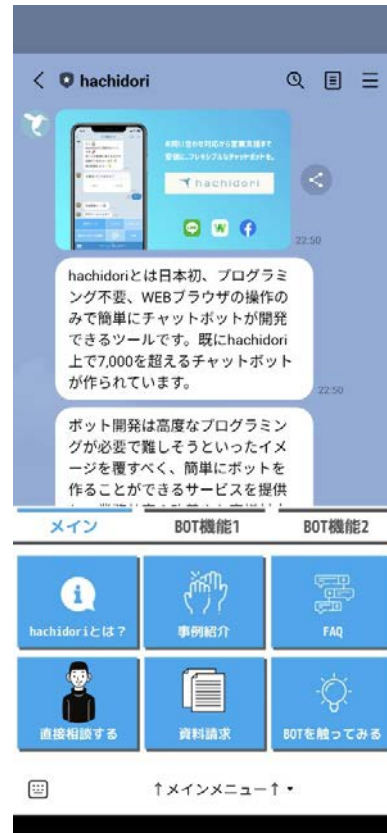 hachidori
お問い合わせ対応から営業支援まで
安価に、フレキシブルなチャットボットを。
hachidori
22:50
hachidoriとは日本初、プログラミ
ング不要、WEBブラウザの操作の
みで簡単にチャットボットが開発
できるツールです。既にhachidori
上で7,000を超えるチャットボット
が作られています。
22:50
ボット開発は高度なプログラミン
グが必要で難しそうといったイメ
ージを覆すべく、簡単にボットを
作ることができるサービスを提供
メイン
BOT機能1
BOT機能2
hachidoriとは？
事例紹介
FAQ
直接相談する
資料請求
BOTを触ってみる
↑メインメニュー↑